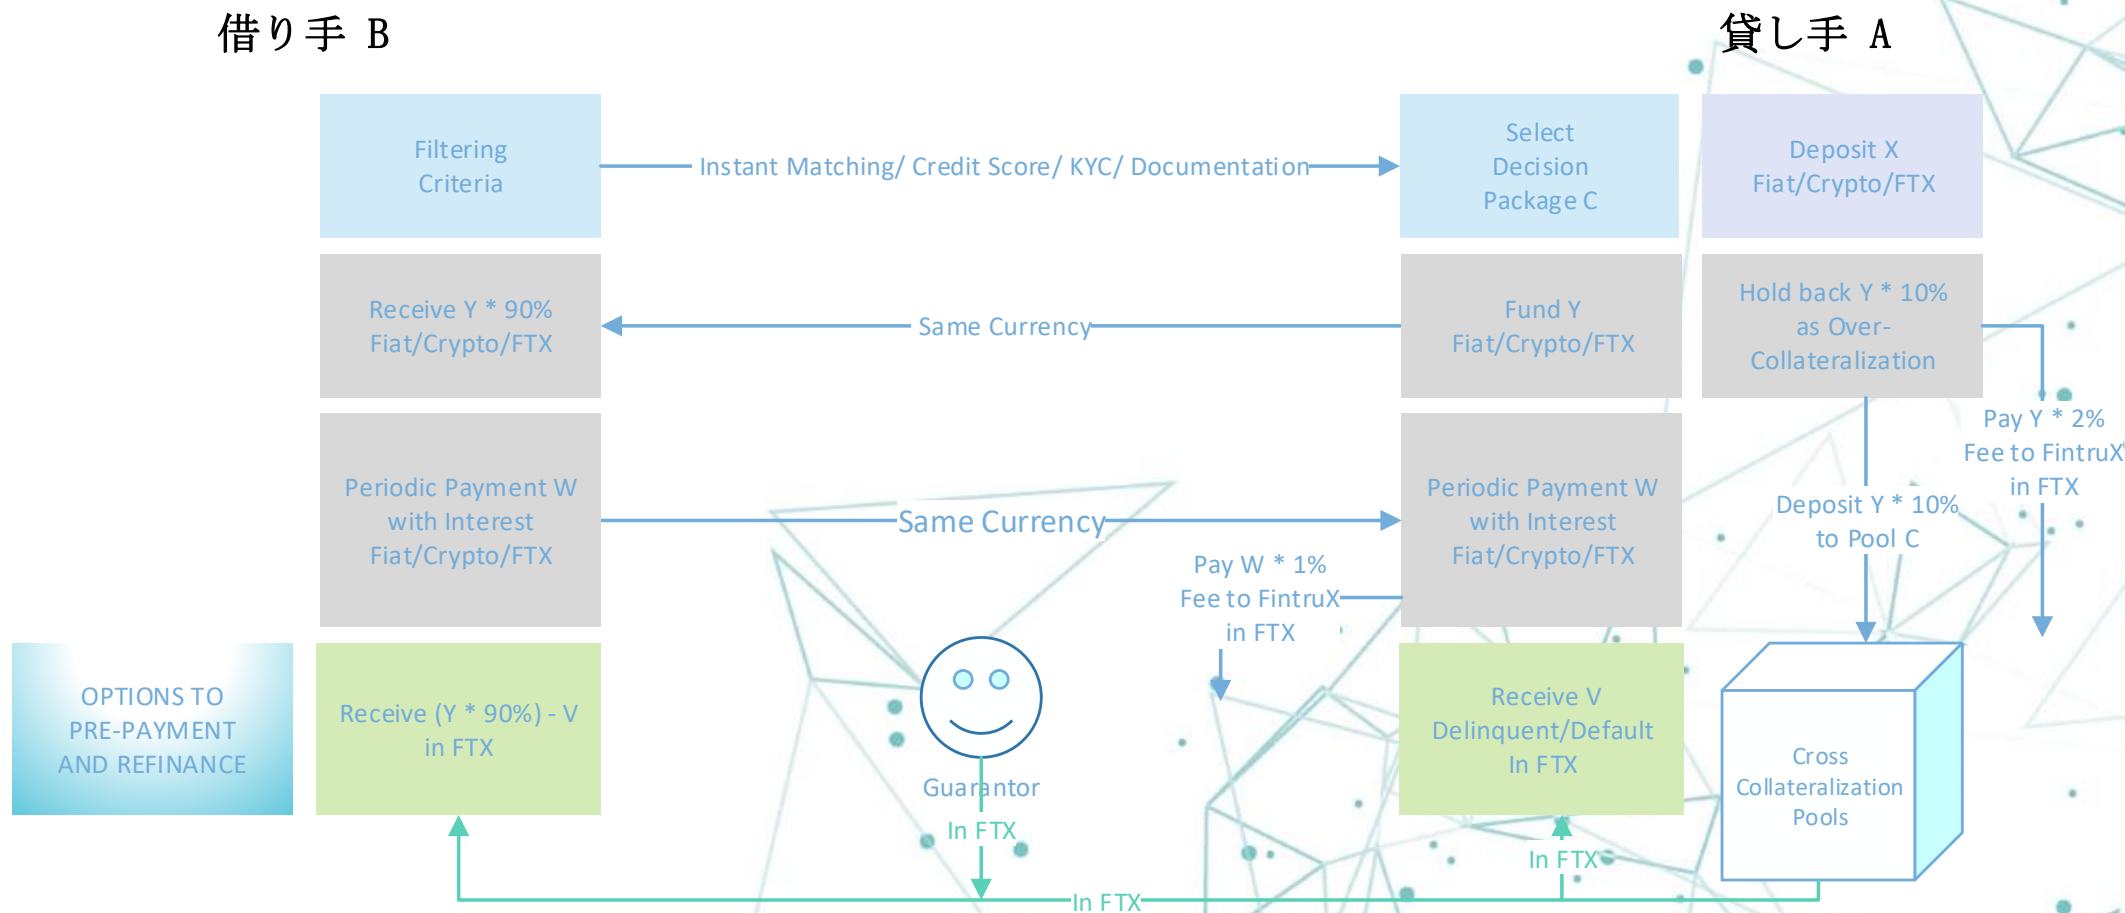 借り手 B
貸し手 A
Filtering
Criteria
Instant Matching/ Credit Score/ KYC/ Documentation
Select
Decision
Package C
Deposit X
Fiat/Crypto/FTX
Receive Y * 90%
Fiat/Crypto/FTX
Same Currency
Fund Y
Fiat/Crypto/FTX
Hold back Y * 10%
as Over-
Collateralization
Pay Y * 2%
Fee to FintruX
in FTX
Deposit Y * 10%
to Pool C
Periodic Payment W
with Interest
Fiat/Crypto/FTX
Same Currency
Periodic Payment W
with Interest
Fiat/Crypto/FTX
Pay W * 1%
Fee to FintruX
in FTX
OPTIONS TO
PRE-PAYMENT
AND REFINANCE
Receive (Y * 90%) - V
in FTX
Guarantor
In FTX
Receive V
Delinquent/Default
In FTX
Cross
Collateralization
Pools
In FTX
In FTX